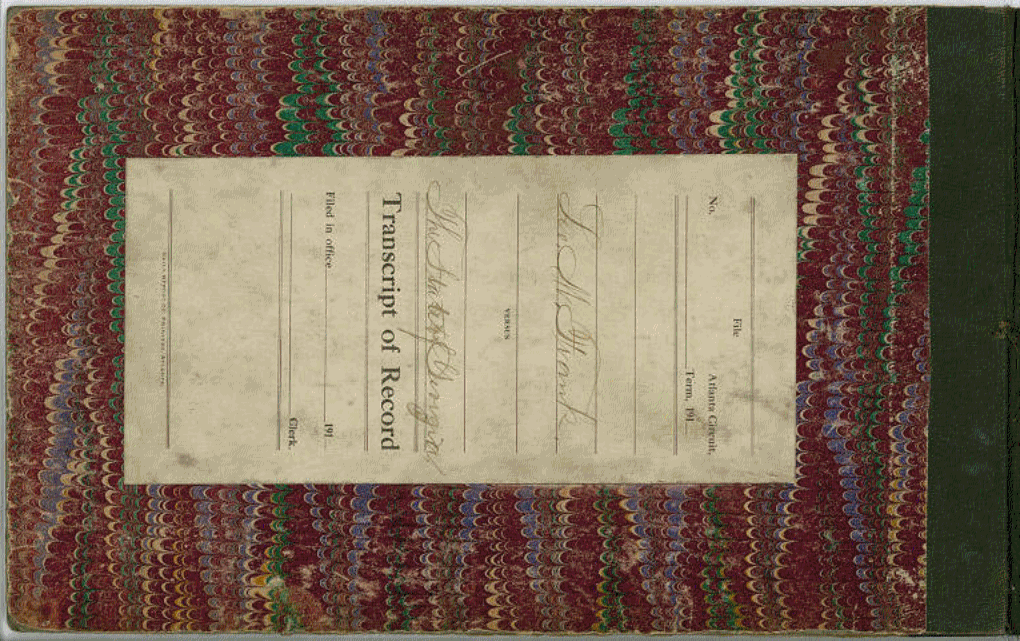 File
No. Atlanta Circuit,
Term, 191
Leo M. Frank,
VERSUS
The State of Georgia,
Transcript of Record
Filed in office 191
Clerk.